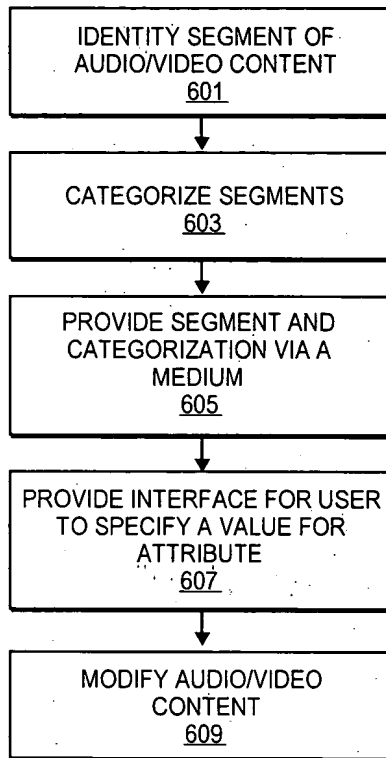 IDENTITY SEGMENT OF
AUDIO/VIDEO CONTENT
601
CATEGORIZE SEGMENTS
603
PROVIDE SEGMENT AND
CATEGORIZATION VIA A
MEDIUM
605
PROVIDE INTERFACE FOR USER
TO SPECIFY A VALUE FOR
ATTRIBUTE
607
MODIFY AUDIO/VIDEO
CONTENT
609